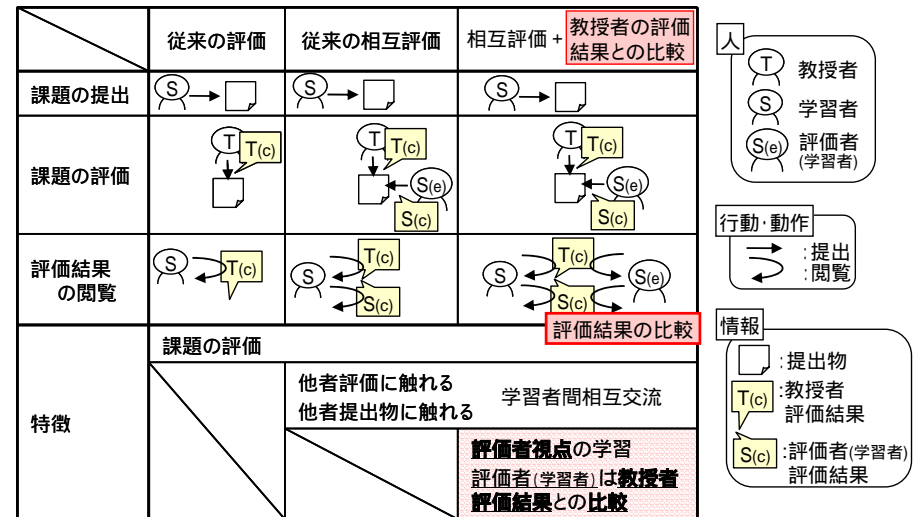 従来の評価
従来の相互評価
相互評価 + 教授者の評価
結果との比較
課題の提出
S
S
S
課題の評価
T
T(c)
T
T(c)
S(e)
S(c)
T
T(c)
S(e)
S(c)
評価結果
の閲覧
S
T(c)
S
T(c)
S(c)
S
T(c)
S(c)
S(e)
評価結果の比較
特徴
課題の評価
他者評価に触れる
他者提出物に触れる
学習者間相互交流
評価者視点の学習
評価者(学習者)は教授者
評価結果との比較
人
T
教授者
S
学習者
S(e)
評価者
(学習者)
行動・動作
:提出
:閲覧
情報
:提出物
T(c)
:教授者
評価結果
S(c)
:評価者(学習者)
評価結果